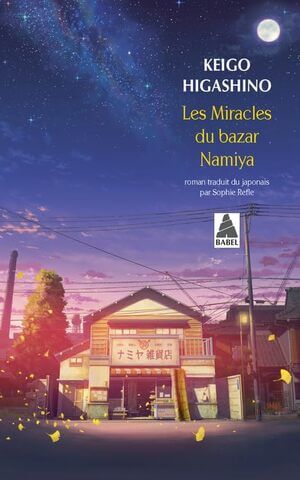 KEIGO
HIGASHINO
Les Miracles
du bazar
Namiya
roman traduit du japonais
par Sophie Refle
BABEL
ナミヤ雑貨店